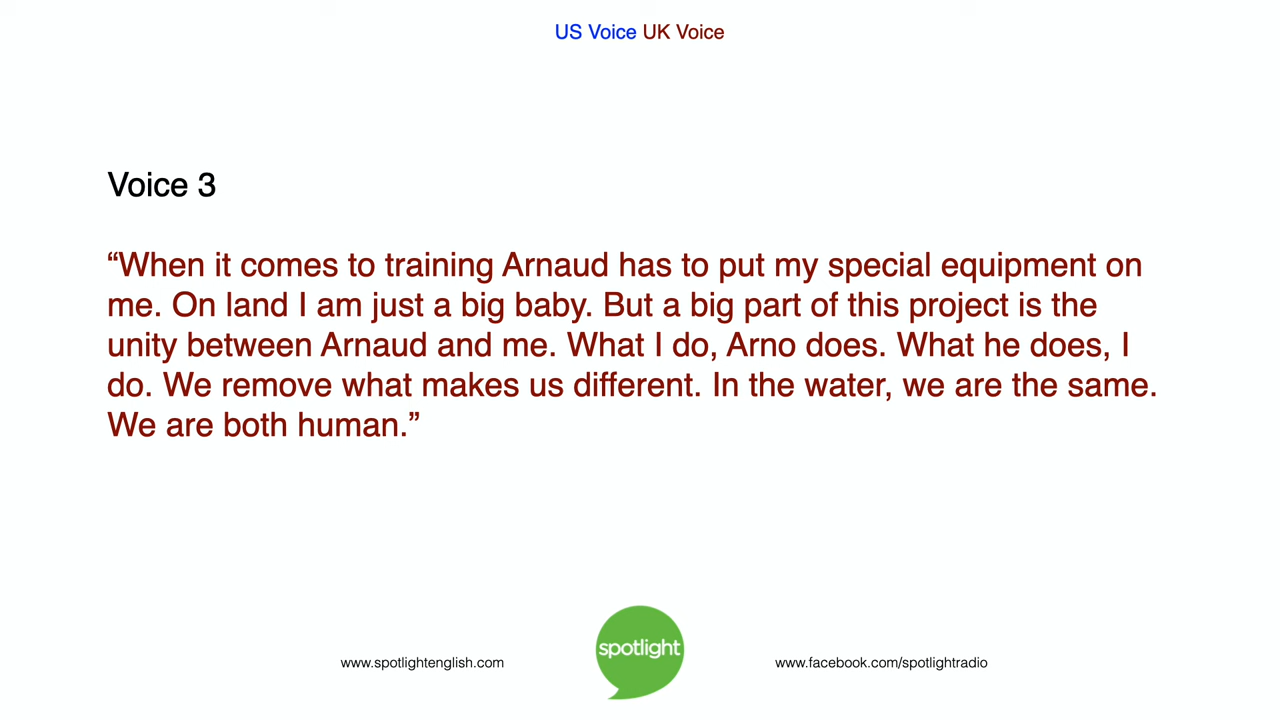 US Voice UK Voice
Voice 3
“When it comes to training Arnaud has to put my special equipment on
me. On land I am just a big baby. But a big part of this project is the
unity between Arnaud and me. What I do, Arno does. What he does, I
do. We remove what makes us different. In the water, we are the same.
We are both human.”
www.spotlightenglish.com
spotlight
www.facebook.com/spotlightradio